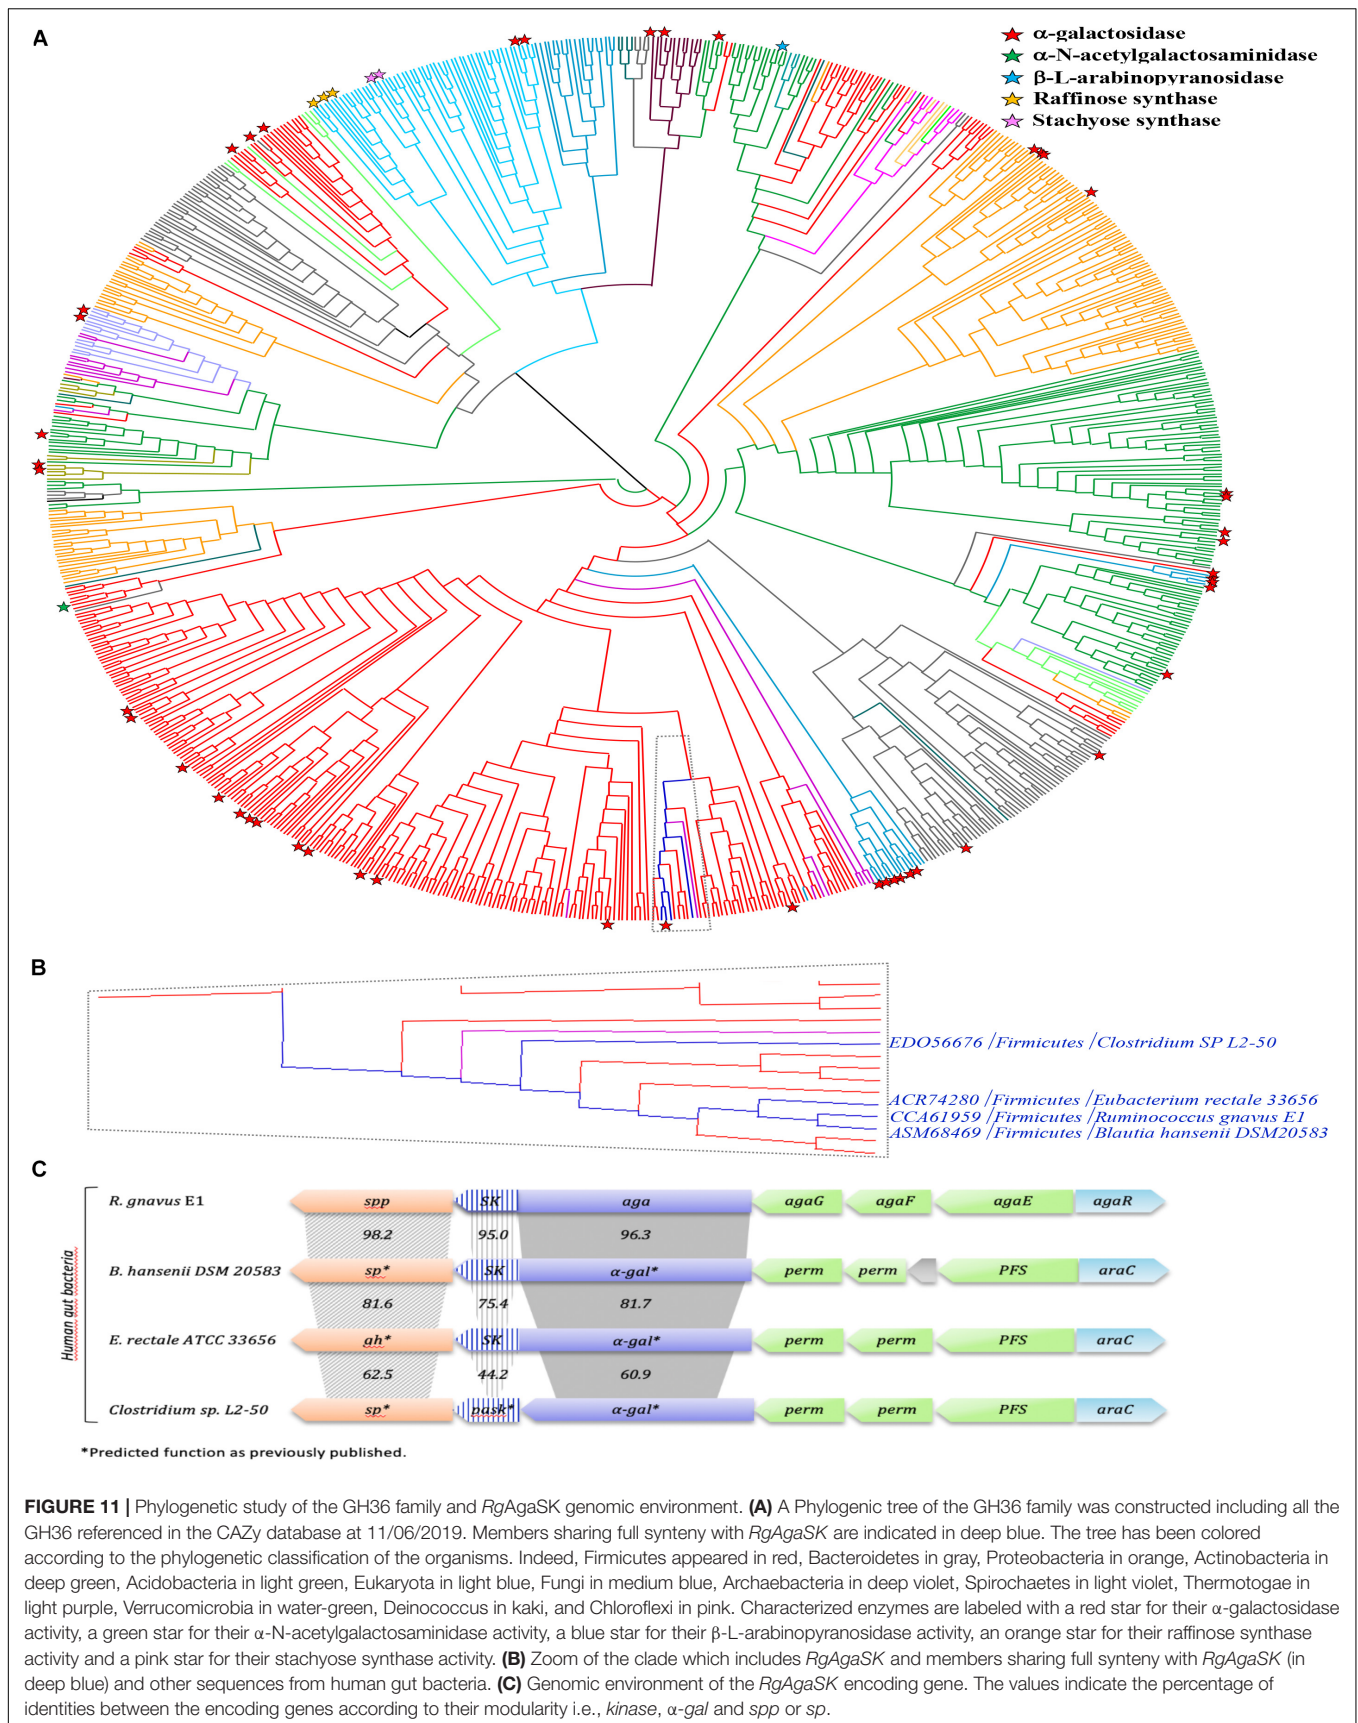 A
α-galactosidase
α-N-acetylgalactosaminidase
β-L-arabinopyranosidase
Raffinose synthase
Stachyose synthase
B
EDO56676 /Firmicutes /Clostridium SP L2-50
ACR74280 /Firmicutes /Eubacterium rectale 33656
CCA61959 /Firmicutes /Ruminococcus gnavus E1
ASM68469 /Firmicutes /Blautia hansenii DSM20583
C
Human gut bacteria
R. gnavus E1 spp SK aga agaG agaF agaE agaR
98.2 95.0 96.3
B. hansenii DSM 20583 sp* SK α-gal* perm perm PFS araC
81.6 75.4 81.7
E. rectale ATCC 33656 gh* SK α-gal* perm perm PFS araC
62.5 44.2 60.9
Clostridium sp. L2-50 sp* pask* α-gal* perm perm PFS araC
*Predicted function as previously published.
FIGURE 11 | Phylogenetic study of the GH36 family and RgAgaSK genomic environment. (A) A Phylogenic tree of the GH36 family was constructed including all the
GH36 referenced in the CAZy database at 11/06/2019. Members sharing full synteny with RgAgaSK are indicated in deep blue. The tree has been colored
according to the phylogenetic classification of the organisms. Indeed, Firmicutes appeared in red, Bacteroidetes in gray, Proteobacteria in orange, Actinobacteria in
deep green, Acidobacteria in light green, Eukaryota in light blue, Fungi in medium blue, Archaebacteria in deep violet, Spirochaetes in light violet, Thermotogae in
light purple, Verrucomicrobia in water-green, Deinococcus in kaki, and Chloroflexi in pink. Characterized enzymes are labeled with a red star for their α-galactosidase
activity, a green star for their α-N-acetylgalactosaminidase activity, a blue star for their β-L-arabinopyranosidase activity, an orange star for their raffinose synthase
activity and a pink star for their stachyose synthase activity. (B) Zoom of the clade which includes RgAgaSK and members sharing full synteny with RgAgaSK (in
deep blue) and other sequences from human gut bacteria. (C) Genomic environment of the RgAgaSK encoding gene. The values indicate the percentage of
identities between the encoding genes according to their modularity i.e., kinase, α-gal and spp or sp.